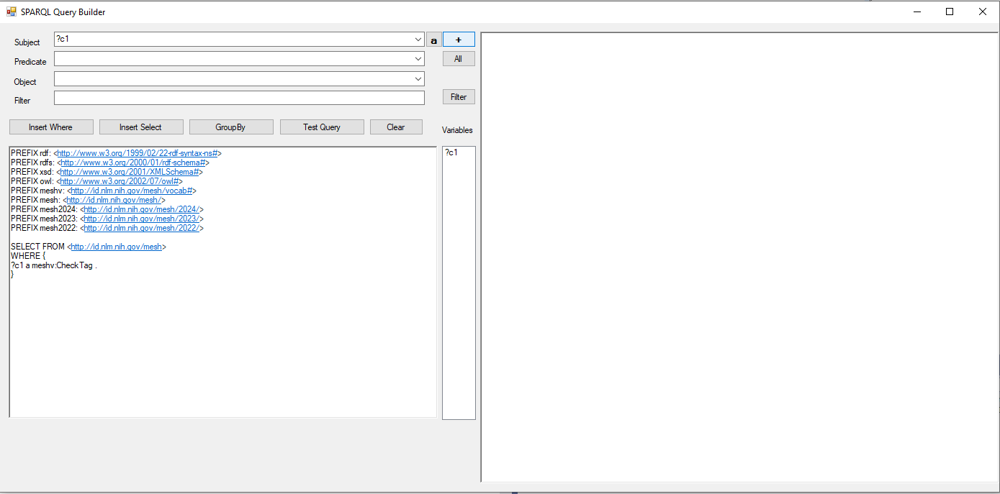 SPARQL Query Builder
Subject
?c1
a
+
Predicate
All
Object
Filter
Filter
Insert Where
Insert Select
GroupBy
Test Query
Clear
Variables
PREFIX rdf: <http://www.w3.org/1999/02/22-rdf-syntax-ns#>
PREFIX rdfs: <http://www.w3.org/2000/01/rdf-schema#>
PREFIX xsd: <http://www.w3.org/2001/XMLSchema#>
PREFIX owl: <http://www.w3.org/2002/07/owl#>
PREFIX meshv: <http://id.nlm.nih.gov/mesh/vocab#>
PREFIX mesh: <http://id.nlm.nih.gov/mesh/>
PREFIX mesh2024: <http://id.nlm.nih.gov/mesh/2024/>
PREFIX mesh2023: <http://id.nlm.nih.gov/mesh/2023/>
PREFIX mesh2022: <http://id.nlm.nih.gov/mesh/2022/>
SELECT FROM <http://id.nlm.nih.gov/mesh>
WHERE {
?c1 a meshv:CheckTag .
}
?c1